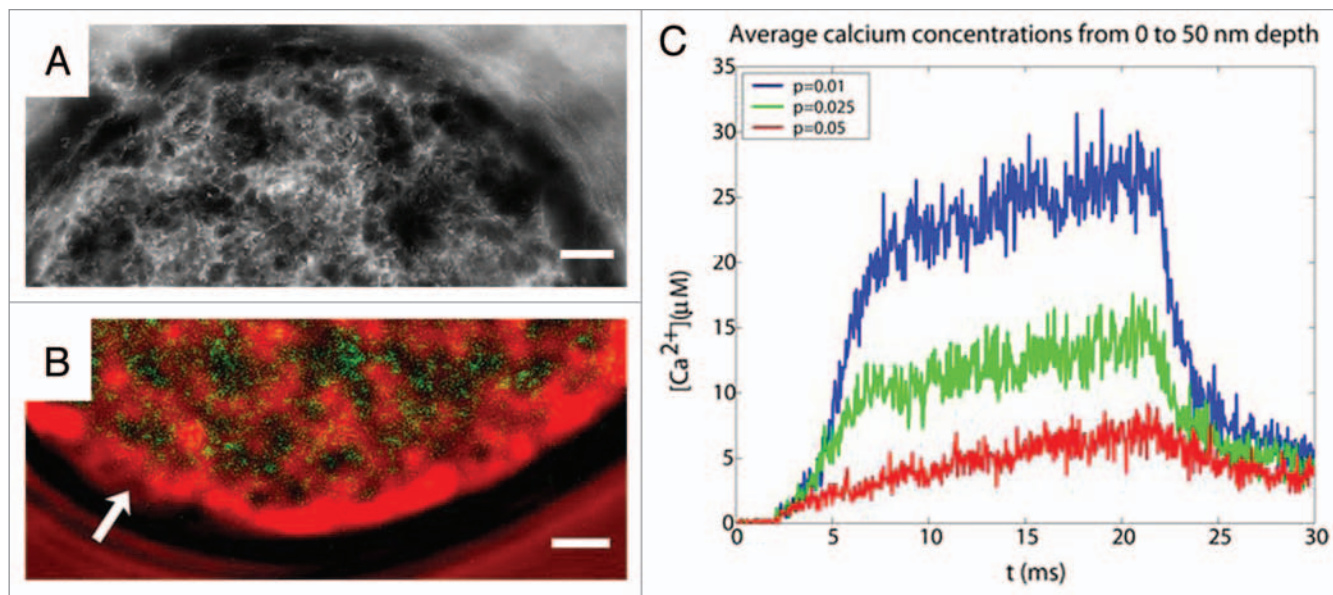 A
B
C
Average calcium concentrations from 0 to 50 nm depth
35
30
25
20
15
10
5
0
[Ca²⁺](μM)
p=0.01
p=0.025
p=0.05
0 5 10 15 20 25 30
t (ms)